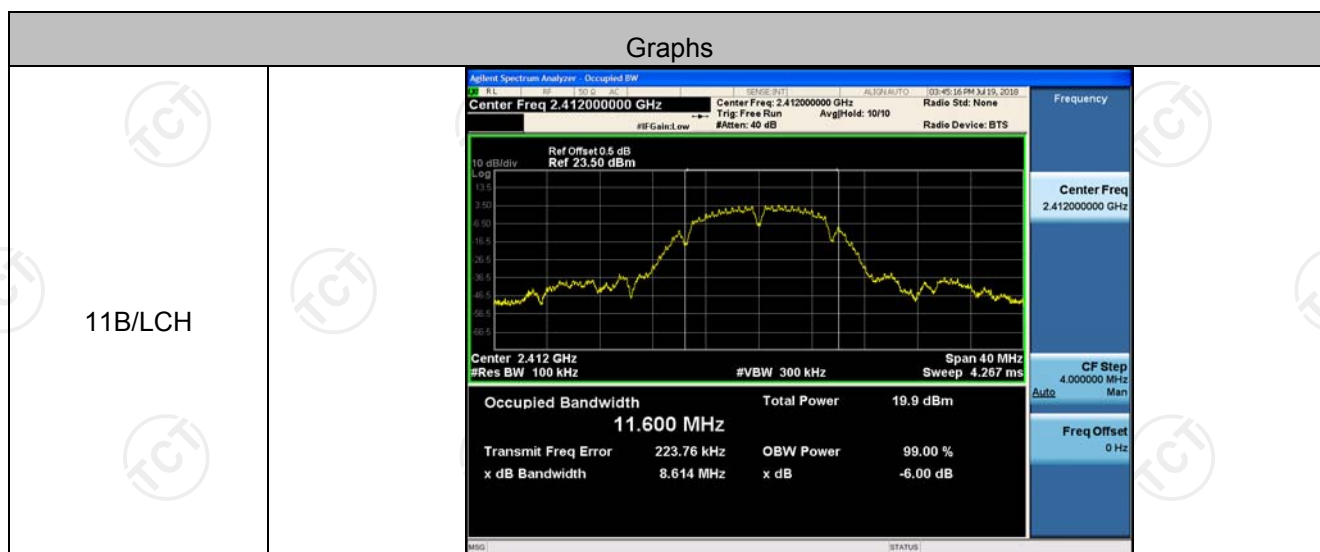 Graphs
11B/LCH
Agilent Spectrum Analyzer - Occupied BW
RL RF 50 Ω AC SENSE:INT ALIGN AUTO 03:45:16 PM Jul 19, 2018
Center Freq 2.412000000 GHz
Center Freq: 2.412000000 GHz
Radio Std: None
Trig: Free Run Avg|Hold: 10/10
#IFGain:Low
#Atten: 40 dB
Radio Device: BTS
Ref Offset 0.5 dB
10 dB/div Ref 23.50 dBm
Log
13.5
3.50
-6.50
-16.5
-26.5
-36.5
-46.5
-56.5
-66.5
Center 2.412 GHz Span 40 MHz
#Res BW 100 kHz #VBW 300 kHz Sweep 4.267 ms
Occupied Bandwidth Total Power 19.9 dBm
11.600 MHz
Transmit Freq Error 223.76 kHz OBW Power 99.00 %
x dB Bandwidth 8.614 MHz x dB -6.00 dB
MSG STATUS
Frequency
Center Freq
2.412000000 GHz
CF Step
4.000000 MHz
Auto Man
Freq Offset
0 Hz
TCT
TCT
TCT
TCT
TCT
TCT